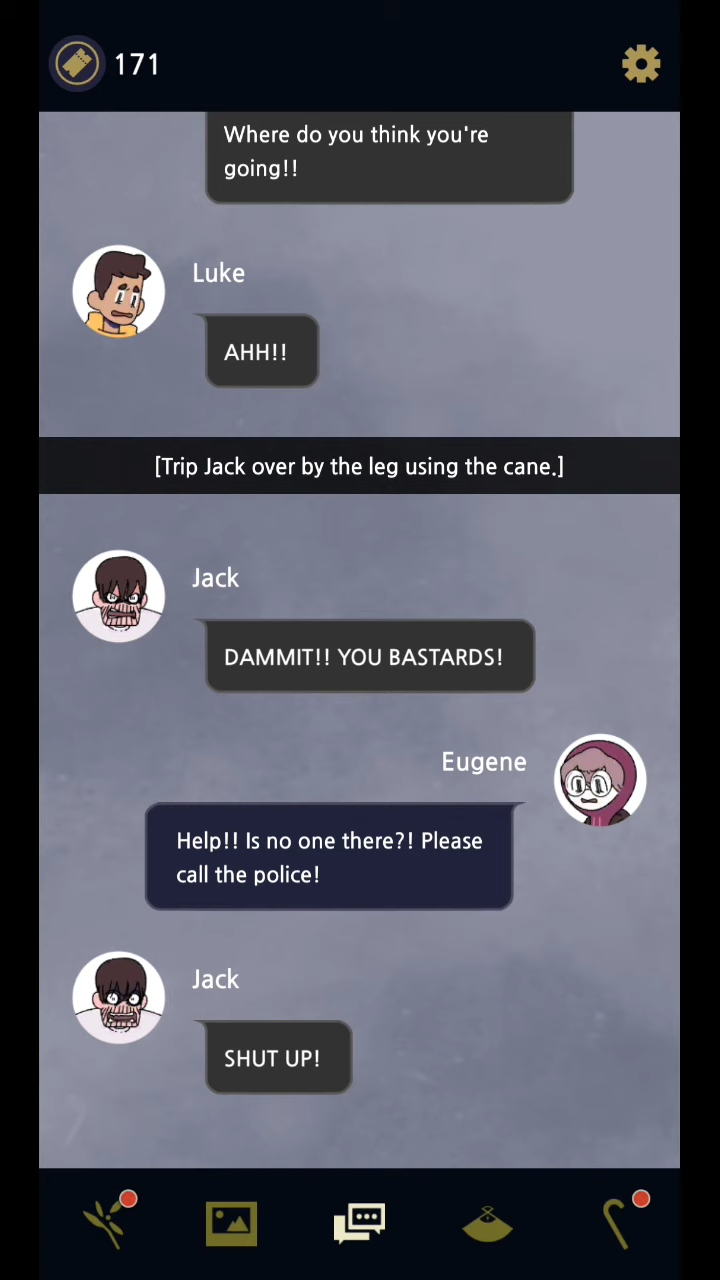 171
Where do you think you're
going!!
Luke
AHH!!
[Trip Jack over by the leg using the cane.]
Jack
DAMMIT!! YOU BASTARDS!
Eugene
Help!! Is no one there?! Please
call the police!
Jack
SHUT UP!